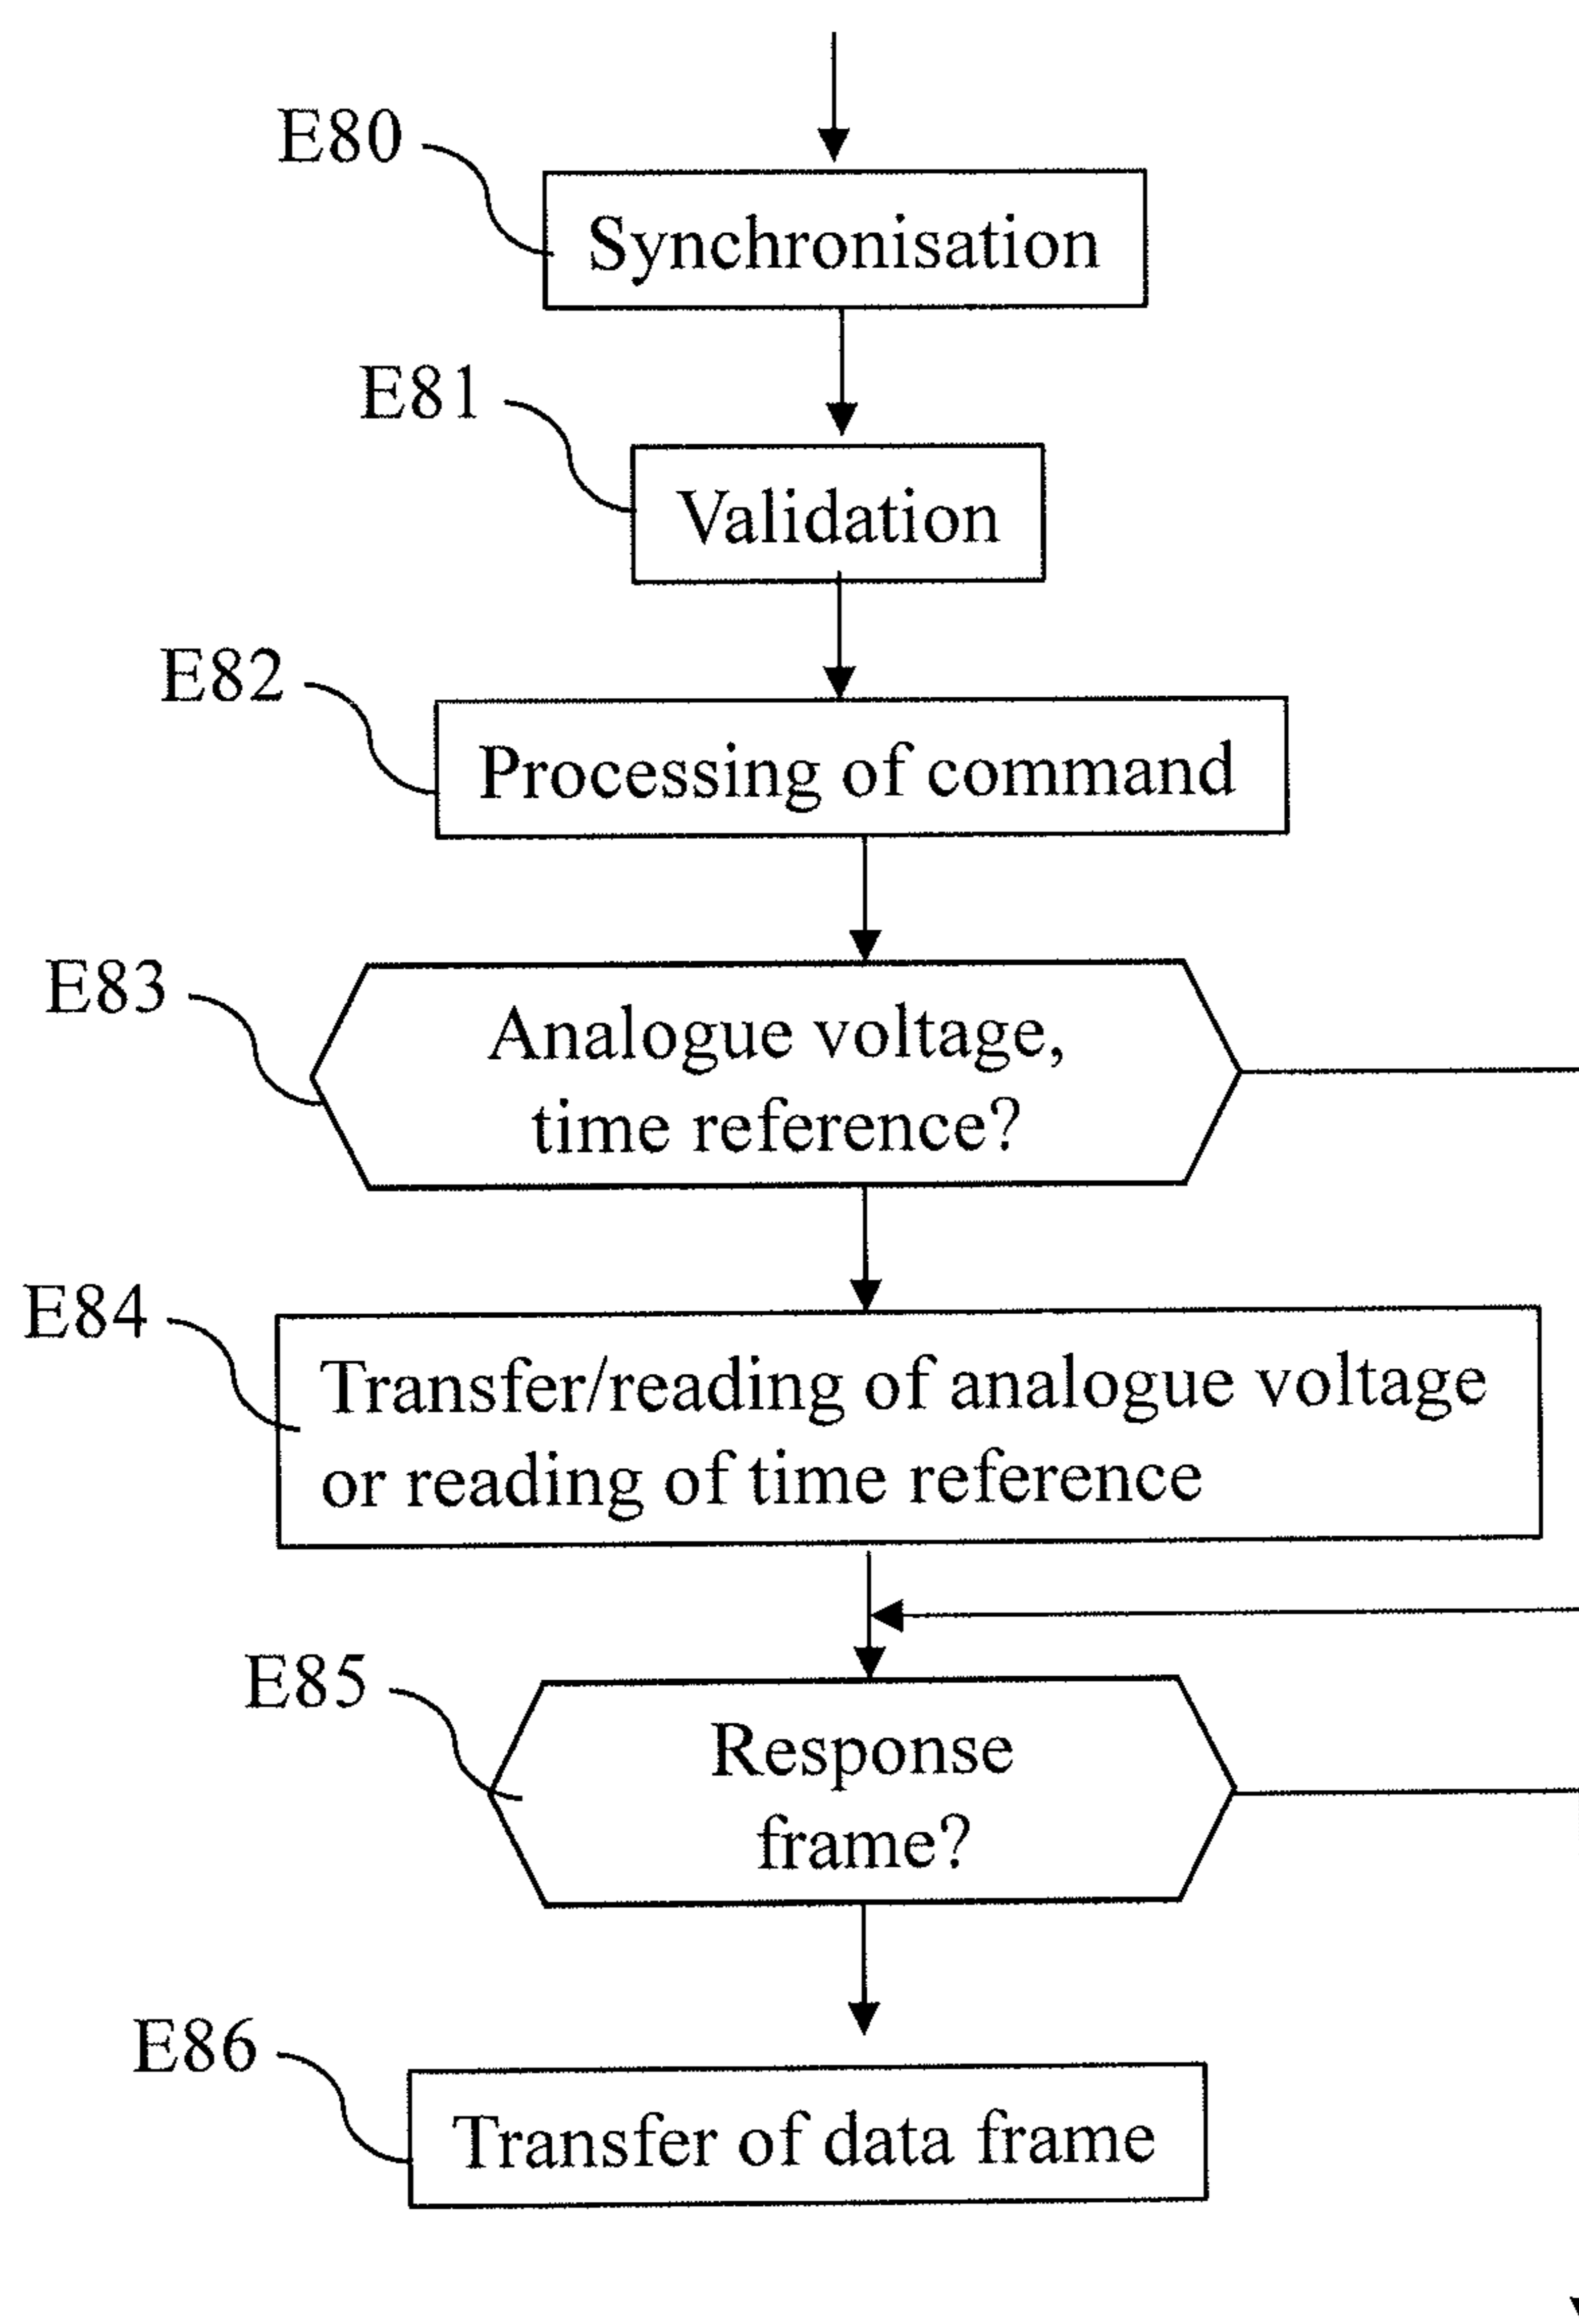 E80
Synchronisation
E81
Validation
E82
Processing of command
E83
Analogue voltage,
time reference?
E84
Transfer/reading of analogue voltage
or reading of time reference
E85
Response
frame?
E86
Transfer of data frame